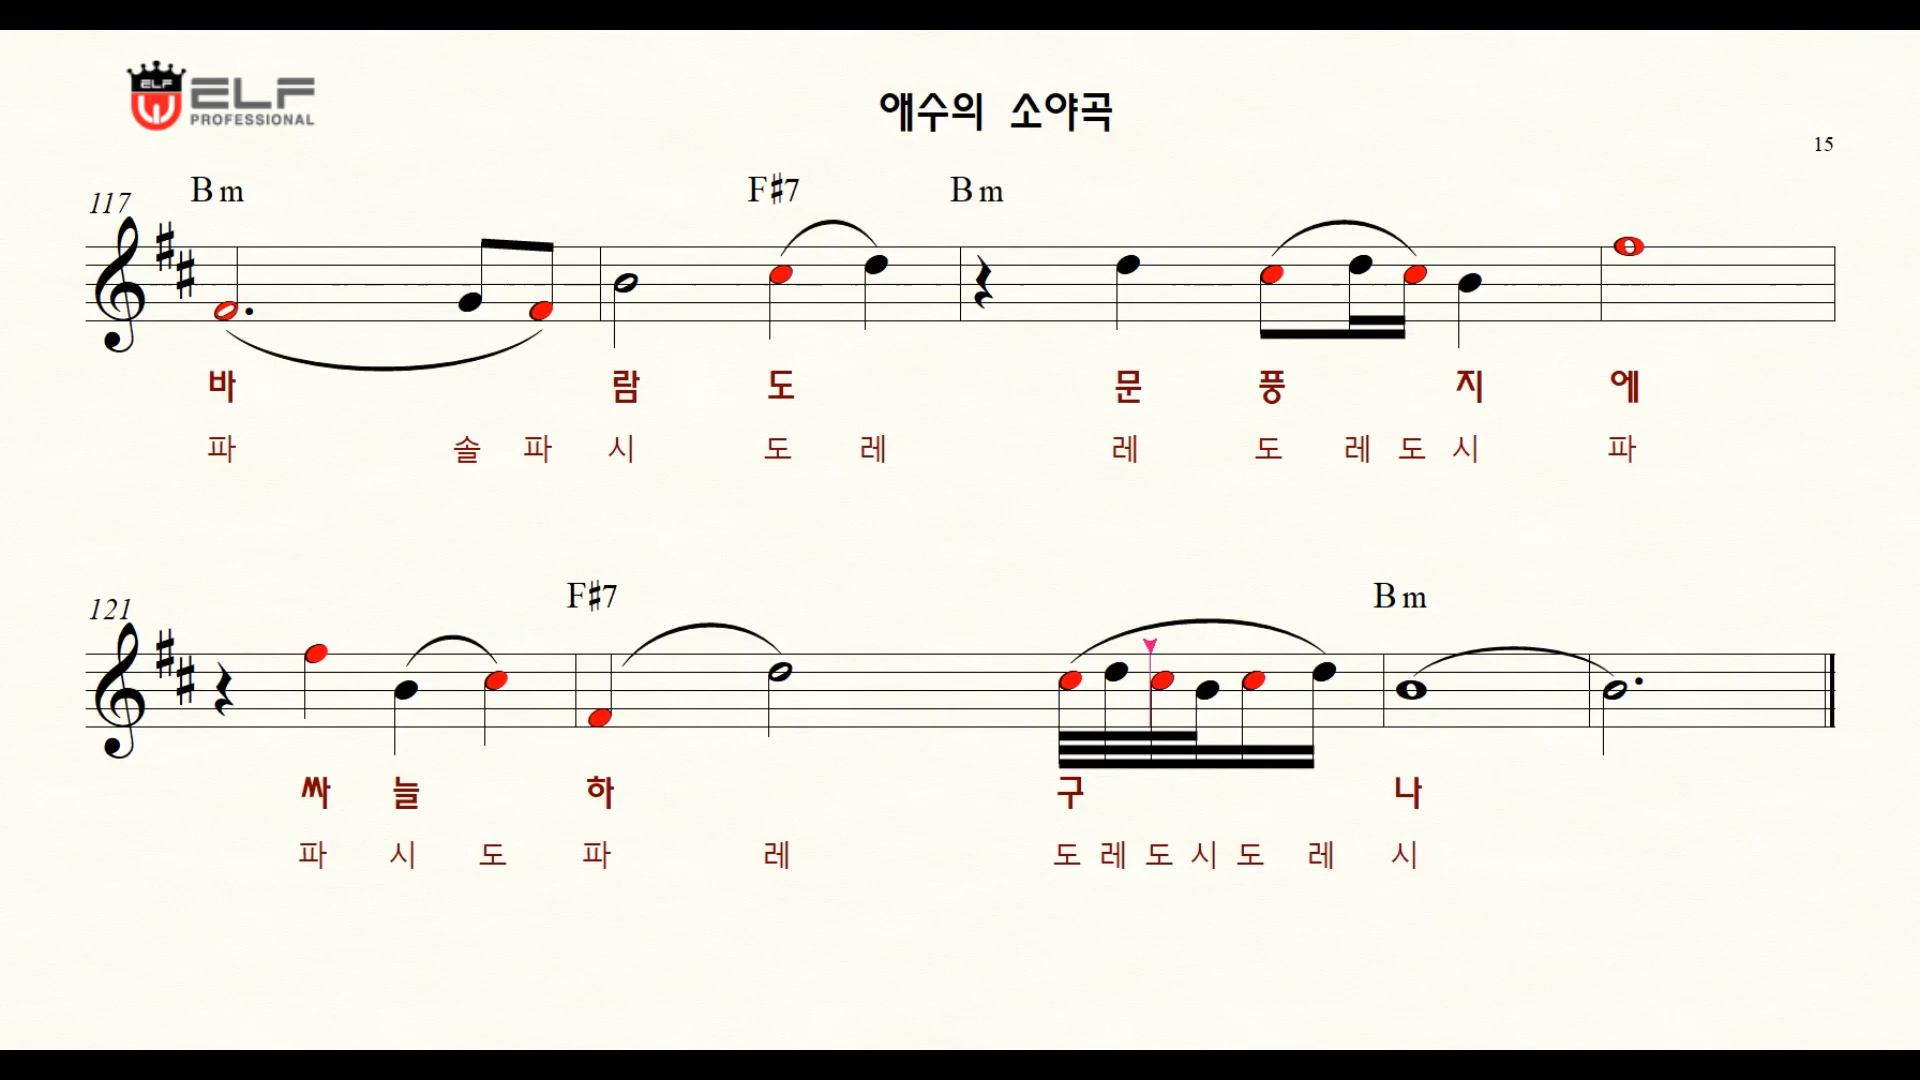 ELF
ELF
PROFESSIONAL
애수의 소야곡
15
117
Bm F#7 Bm
바 람 도 문 풍 지 에
파 솔 파 시 도 레 레 도 레 도 시 파
121
F#7 Bm
싸 늘 하 구 나
파 시 도 파 레 도 레 도 시 도 레 시